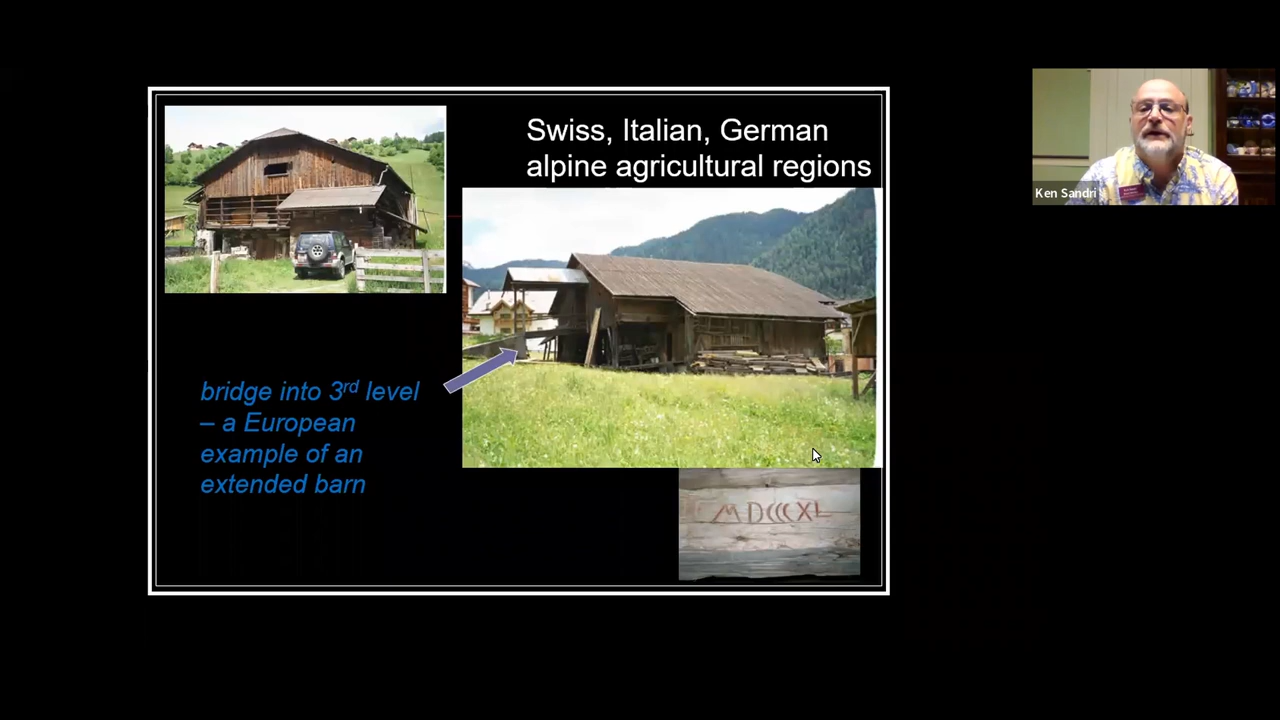 Swiss, Italian, German
alpine agricultural regions
bridge into 3rd level
– a European
example of an
extended barn
MDCCCXL
Ken Sandri